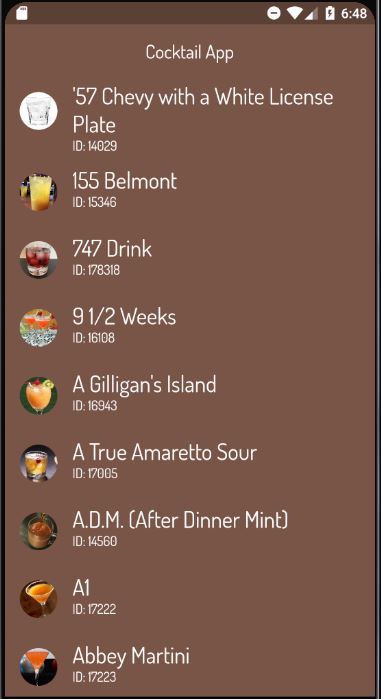 6:48
Cocktail App
'57 Chevy with a White License
Plate
ID: 14029
155 Belmont
ID: 15346
747 Drink
ID: 178318
9 1/2 Weeks
ID: 16108
A Gilligan's Island
ID: 16943
A True Amaretto Sour
ID: 17005
A.D.M. (After Dinner Mint)
ID: 14560
A1
ID: 17222
Abbey Martini
ID: 17223